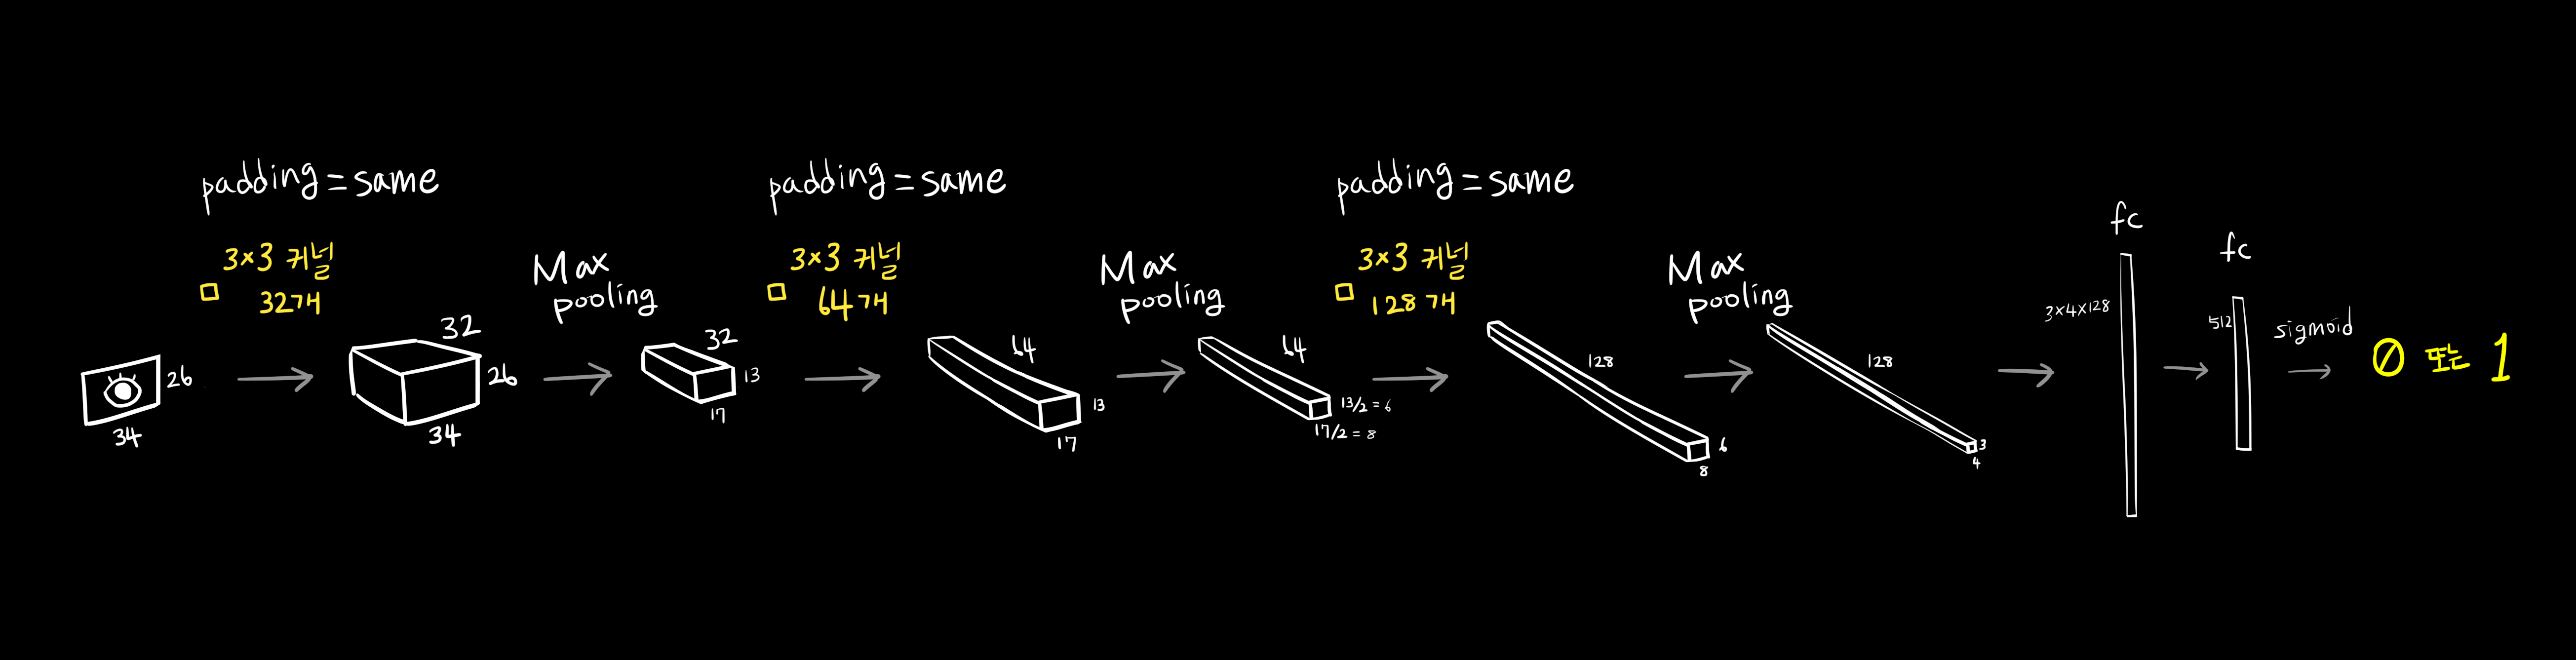 padding = same
3×3 커널
32개
32
26
34
26
34
Max
pooling
32
13
17
padding = same
3×3 커널
64개
64
13
17
Max
pooling
64
13/2 = 6
17/2 = 8
padding = same
3×3 커널
128개
128
6
8
Max
pooling
128
3
4
fc
3×4×128
fc
512
sigmoid
0 또는 1